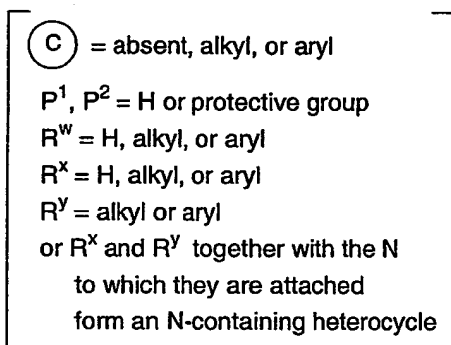 C = absent, alkyl, or aryl
P¹, P² = H or protective group
Rʷ = H, alkyl, or aryl
Rˣ = H, alkyl, or aryl
Rʸ = alkyl or aryl
or Rˣ and Rʸ together with the N
to which they are attached
form an N-containing heterocycle